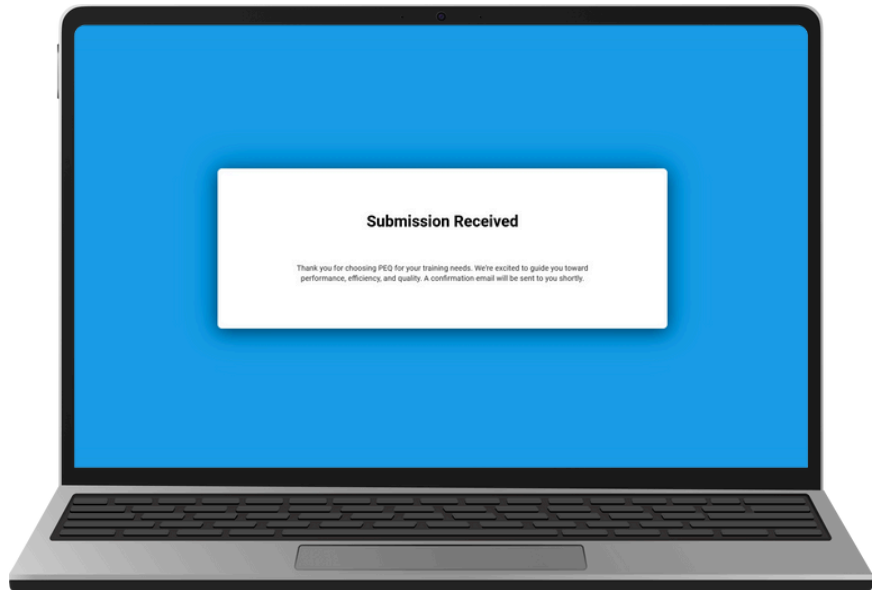 Submission Received
Thank you for choosing PEQ for your training needs. We're excited to guide you toward
performance, efficiency, and quality. A confirmation email will be sent to you shortly.